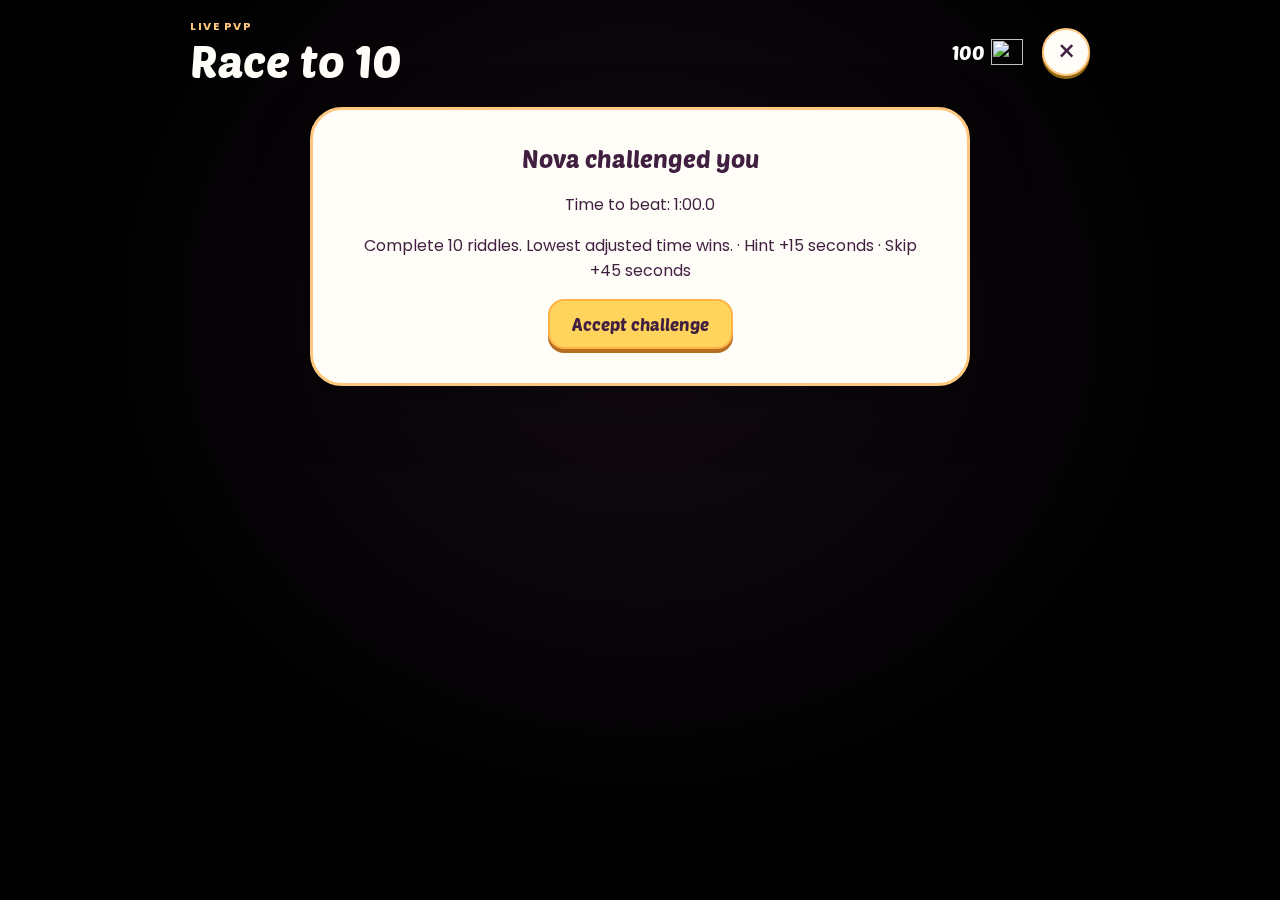 LIVE PVP
Race to 10
100
×
Nova challenged you
Time to beat: 1:00.0
Complete 10 riddles. Lowest adjusted time wins. · Hint +15 seconds · Skip
+45 seconds
Accept challenge